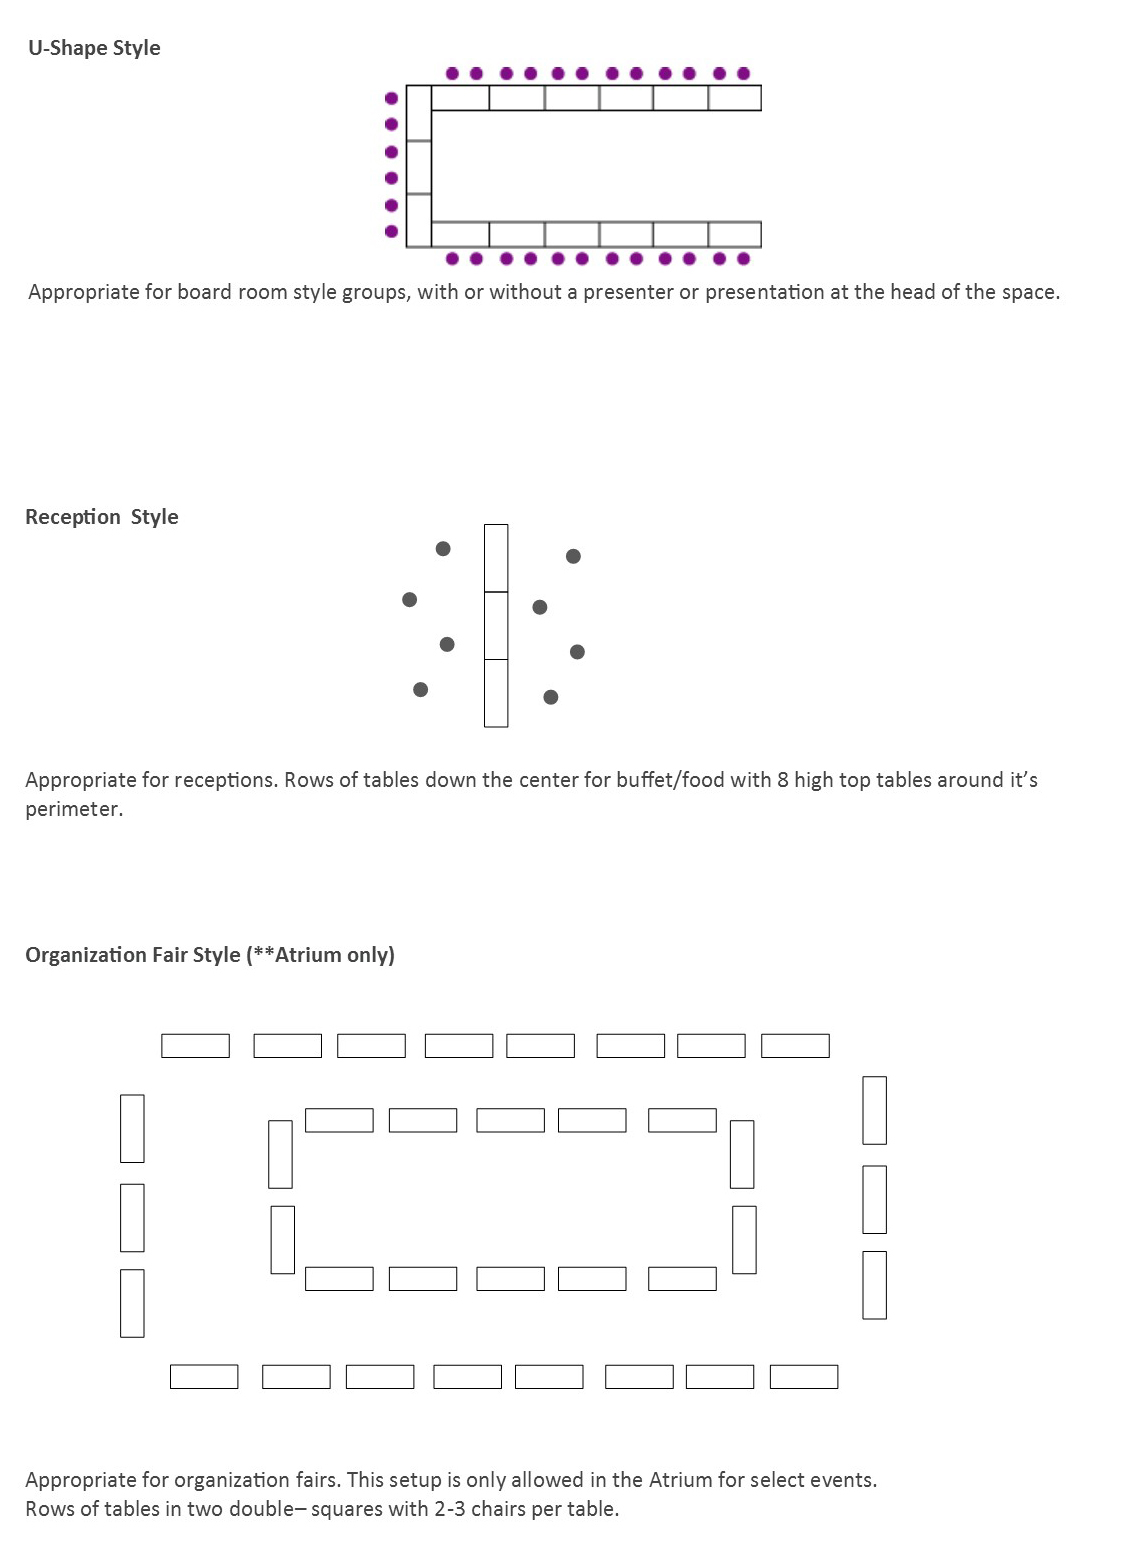 U-Shape Style
Appropriate for board room style groups, with or without a presenter or presentation at the head of the space.
Reception  Style
Appropriate for receptions. Rows of tables down the center for buffet/food with 8 high top tables around it’s
perimeter.
Organization Fair Style (**Atrium only)
Appropriate for organization fairs. This setup is only allowed in the Atrium for select events.
Rows of tables in two double– squares with 2-3 chairs per table.